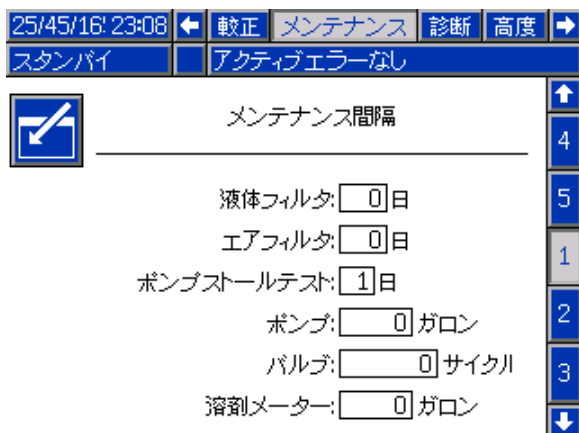 25/45/16 23:08 較正 メンテナンス 診断 高度
スタンバイ アクティブエラーなし
メンテナンス間隔
4
液体フィルタ: 0 日
5
エアフィルタ: 0 日
1
ポンプストールテスト: 1 日
ポンプ: 0 ガロン
2
バルブ: 0 サイクル
3
溶剤メーター: 0 ガロン